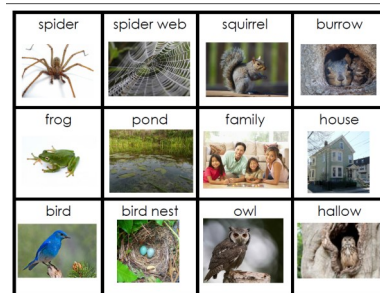 spider spider web squirrel burrow
frog pond family house
bird bird nest owl hallow